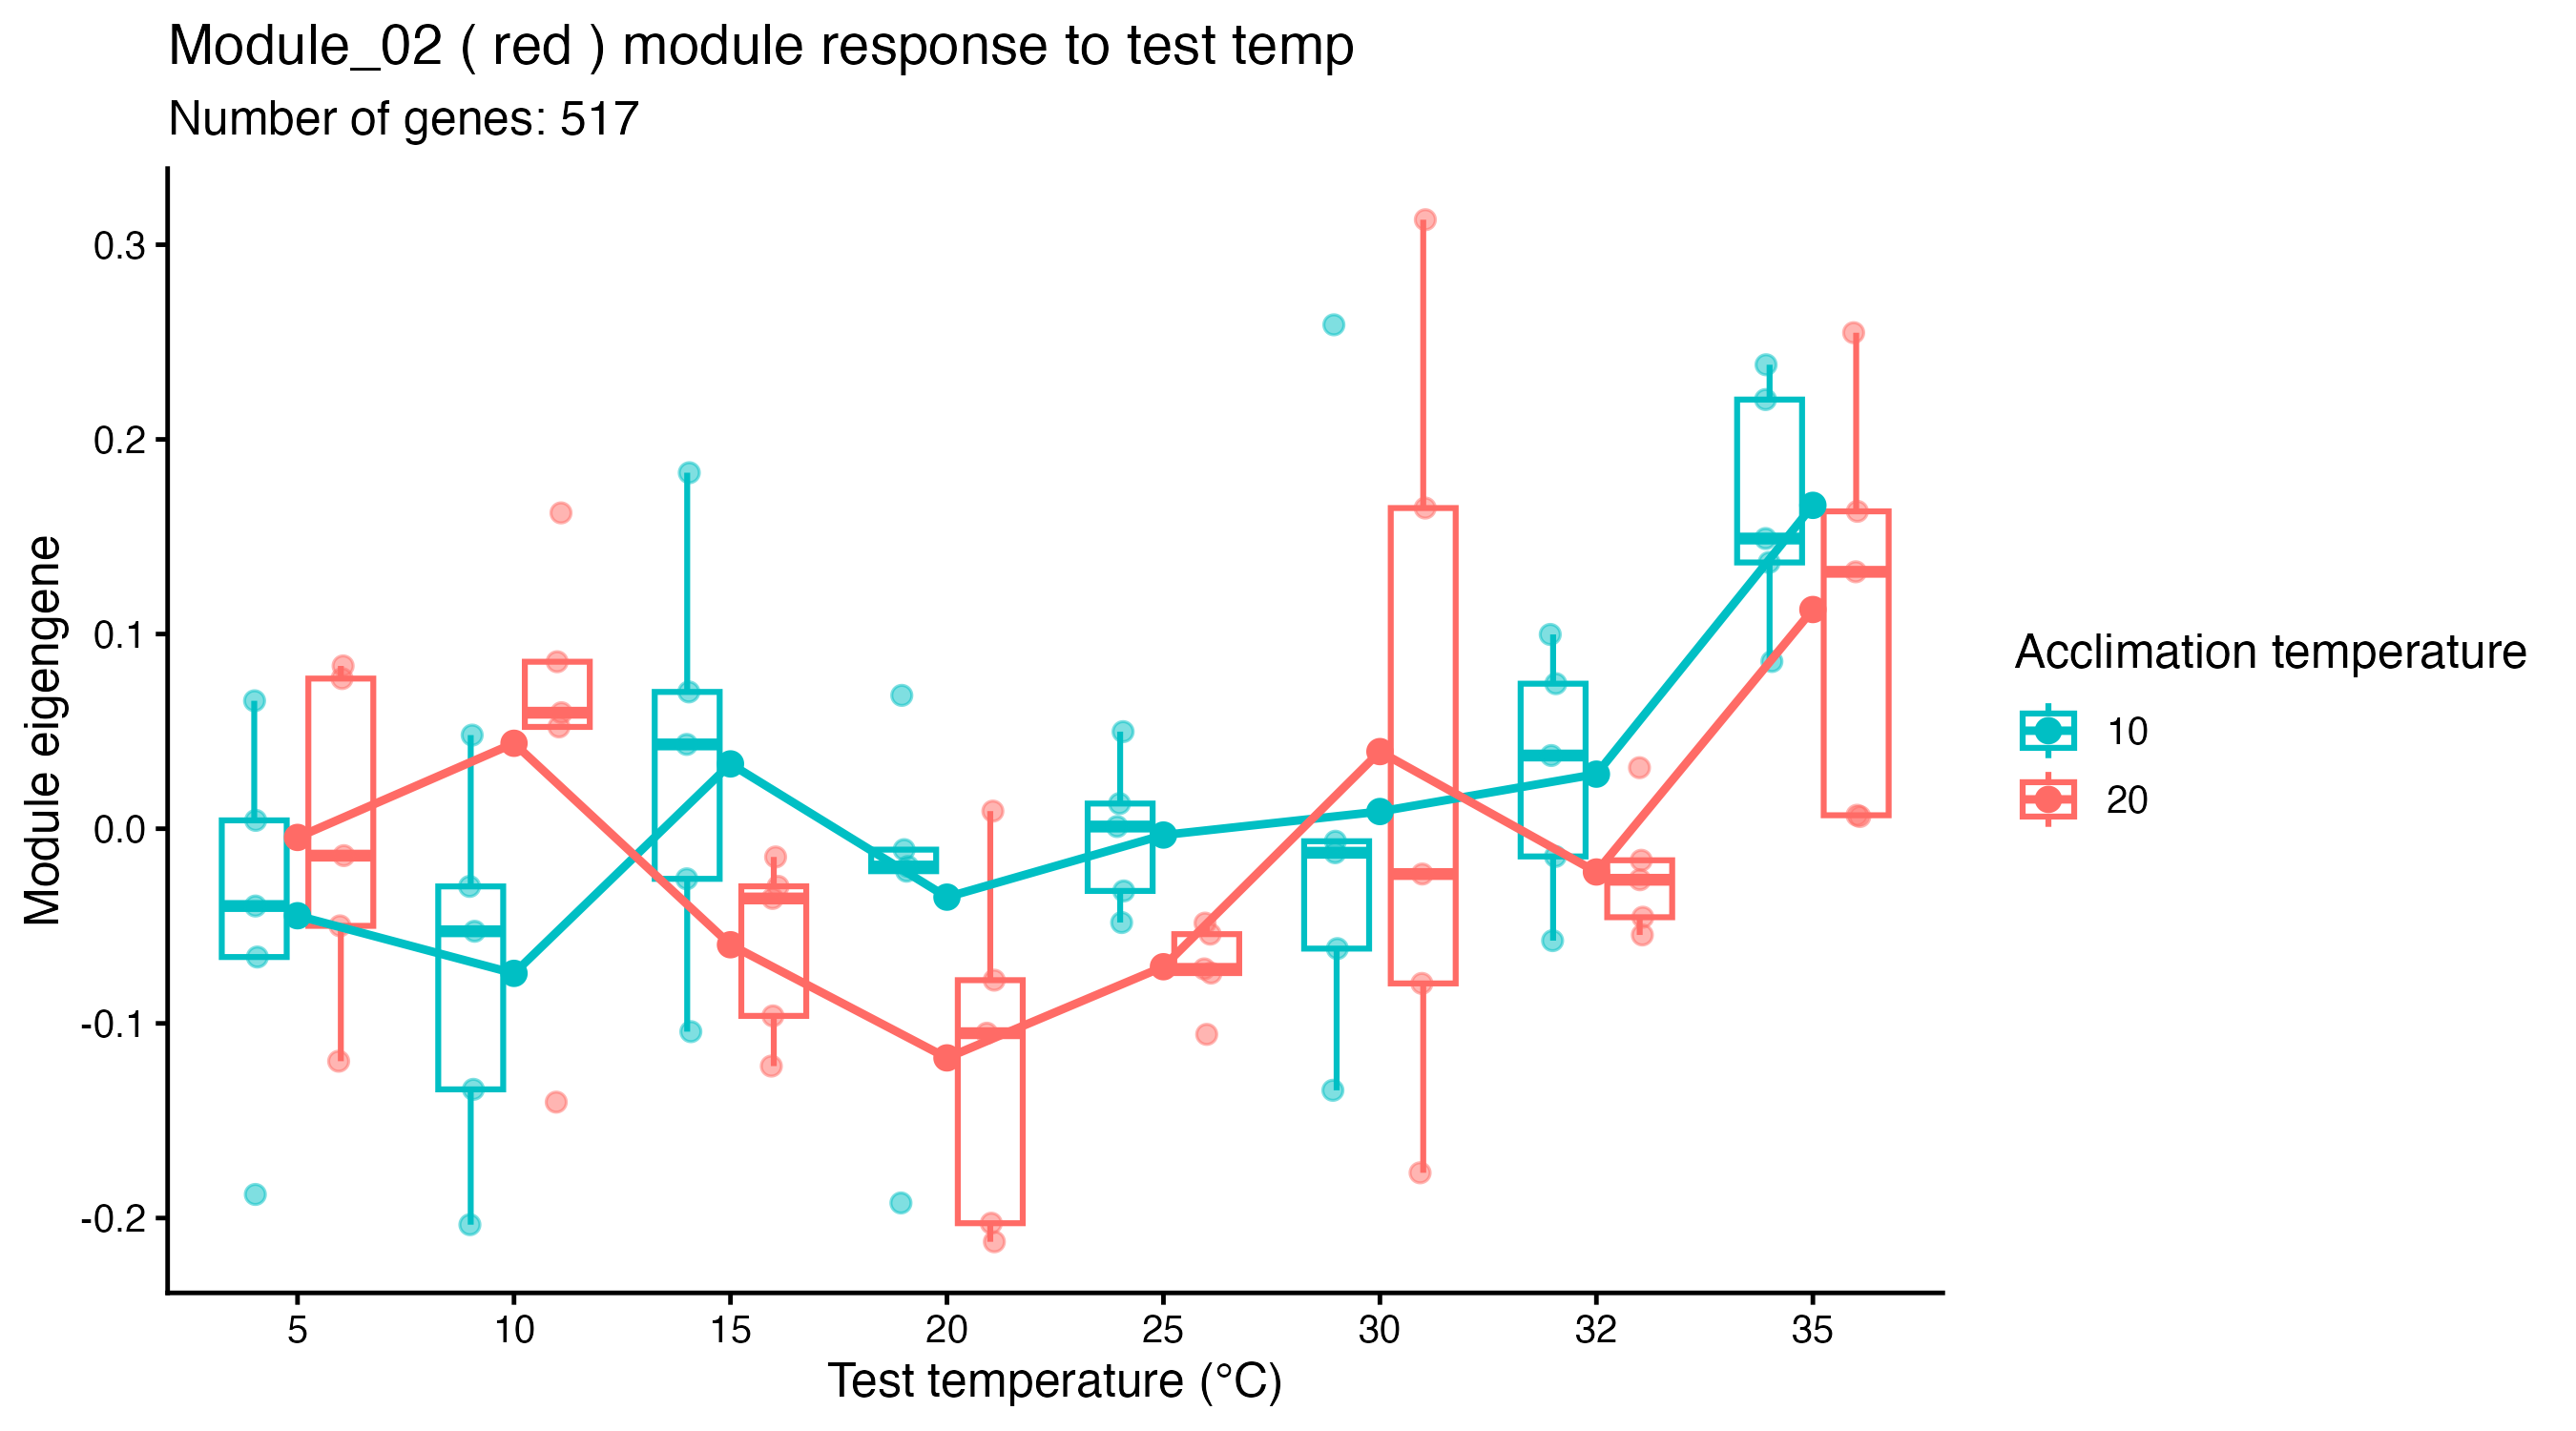 Module_02 ( red ) module response to test temp
Number of genes: 517
Module eigengene
0.3
0.2
0.1
0.0
-0.1
-0.2
5 10 15 20 25 30 32 35
Test temperature (°C)
Acclimation temperature
10
20